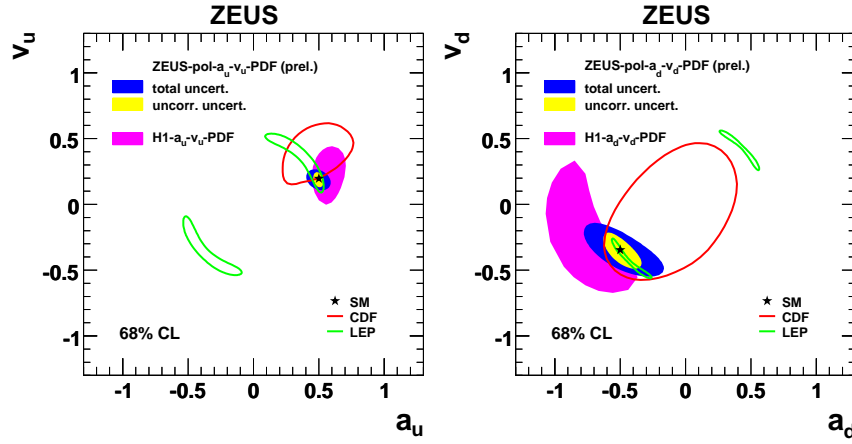 ZEUS
v_u
1
0.5
0
-0.5
-1
ZEUS-pol-a_u-v_u-PDF (prel.)
total uncert.
uncorr. uncert.
H1-a_u-v_u-PDF
SM
CDF
LEP
68% CL
-1 -0.5 0 0.5 1
a_u
ZEUS
v_d
1
0.5
0
-0.5
-1
ZEUS-pol-a_d-v_d-PDF (prel.)
total uncert.
uncorr. uncert.
H1-a_d-v_d-PDF
SM
CDF
LEP
68% CL
-1 -0.5 0 0.5 1
a_d